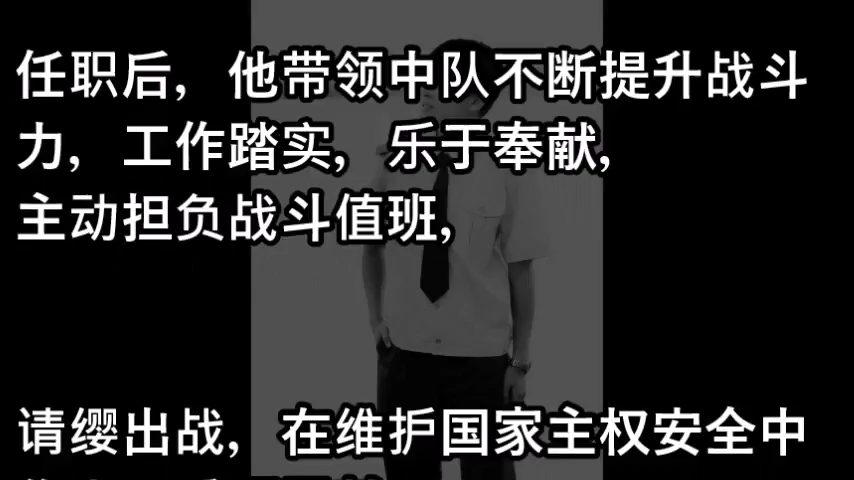 任职后，他带领中队不断提升战斗
力，工作踏实，乐于奉献，
主动担负战斗值班，
请缨出战，在维护国家主权安全中